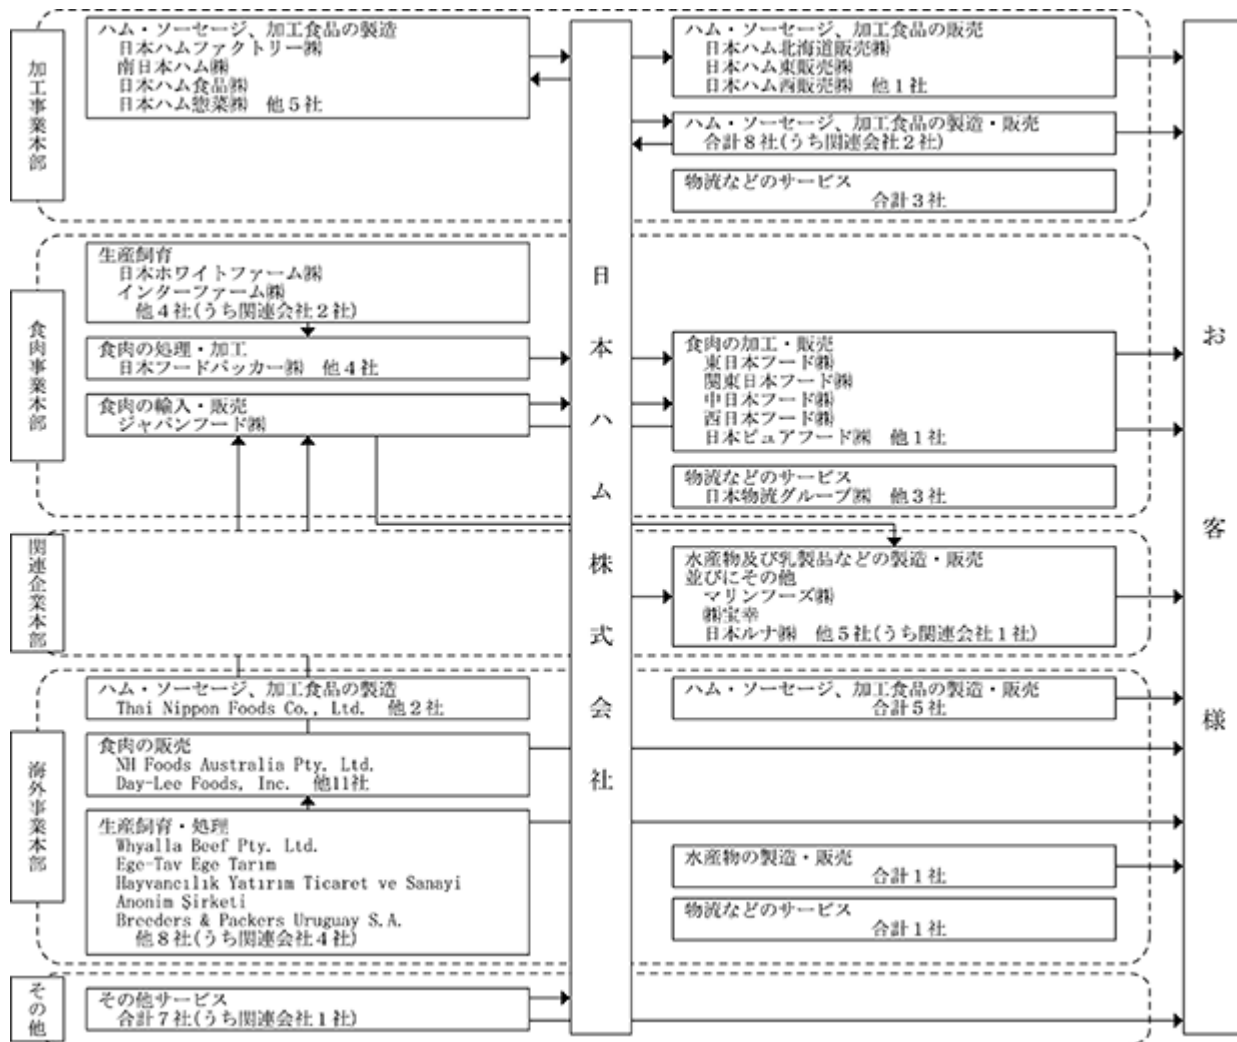 加工事業本部
ハム・ソーセージ、加工食品の製造
日本ハムファクトリー㈱
南日本ハム㈱
日本ハム食品㈱
日本ハム惣菜㈱　他５社
ハム・ソーセージ、加工食品の販売
日本ハム北海道販売㈱
日本ハム東販売㈱
日本ハム西販売㈱　他１社
ハム・ソーセージ、加工食品の製造・販売
合計８社(うち関連会社２社)
物流などのサービス
合計３社
食肉事業本部
生産飼育
日本ホワイトファーム㈱
インターファーム㈱
他４社(うち関連会社２社)
食肉の処理・加工
日本フードパッカー㈱　他４社
食肉の輸入・販売
ジャパンフード㈱
食肉の加工・販売
東日本フード㈱
関東日本フード㈱
中日本フード㈱
西日本フード㈱
日本ピュアフード㈱　他１社
物流などのサービス
日本物流グループ㈱　他３社
関連企業本部
水産物及び乳製品などの製造・販売
並びにその他
マリンフーズ㈱
㈱宝幸
日本ルナ㈱　他５社(うち関連会社１社)
海外事業本部
ハム・ソーセージ、加工食品の製造
Thai Nippon Foods Co., Ltd.　他２社
食肉の販売
NH Foods Australia Pty. Ltd.
Day-Lee Foods, Inc.　他11社
生産飼育・処理
Whyalla Beef Pty. Ltd.
Ege-Tav Ege Tarım
Hayvancılık Yatırım Ticaret ve Sanayi
Anonim Şirketi
Breeders & Packers Uruguay S.A.
他８社(うち関連会社４社)
ハム・ソーセージ、加工食品の製造・販売
合計５社
水産物の製造・販売
合計１社
物流などのサービス
合計１社
その他
その他サービス
合計７社(うち関連会社１社)
日本ハム株式会社
お客様